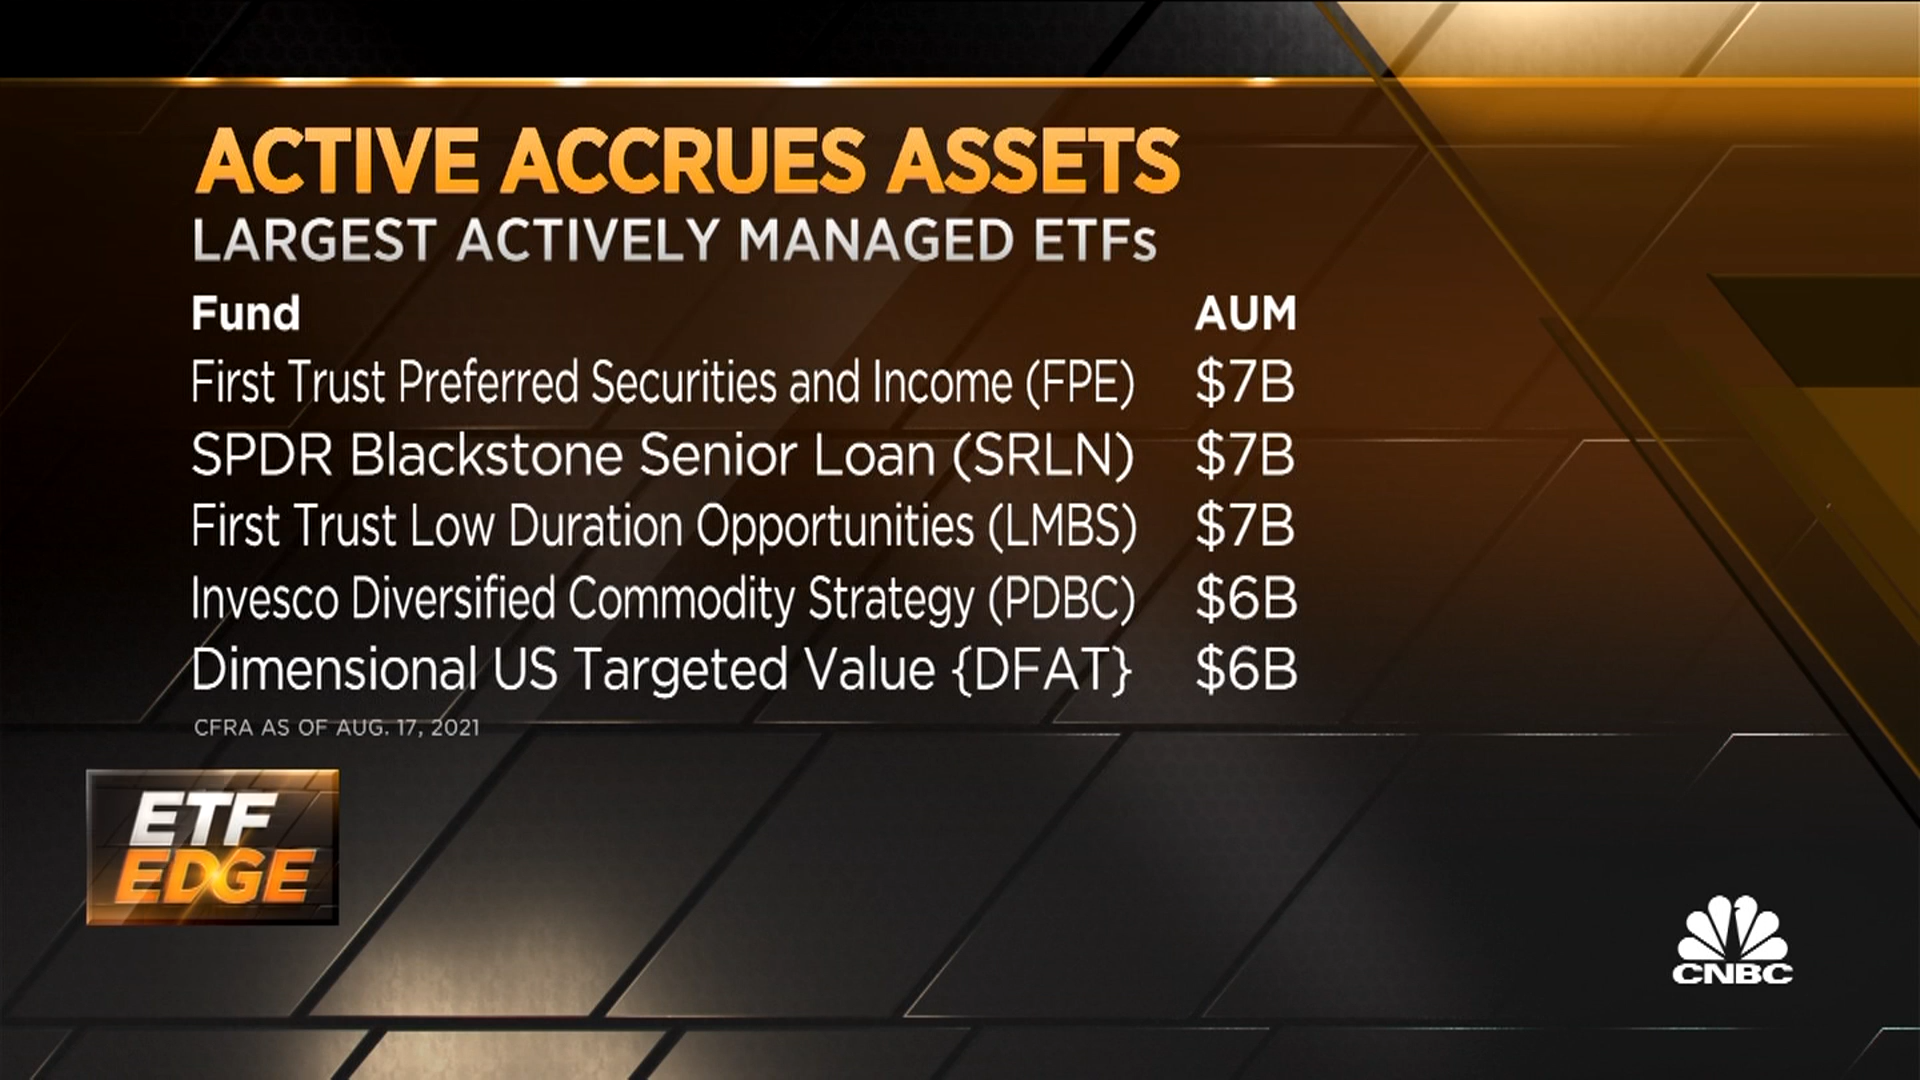 ACTIVE ACCRUES ASSETS
LARGEST ACTIVELY MANAGED ETFs
Fund AUM
First Trust Preferred Securities and Income (FPE) $7B
SPDR Blackstone Senior Loan (SRLN) $7B
First Trust Low Duration Opportunities (LMBS) $7B
Invesco Diversified Commodity Strategy (PDBC) $6B
Dimensional US Targeted Value {DFAT} $6B
CFRA AS OF AUG. 17, 2021
ETF
EDGE
CNBC